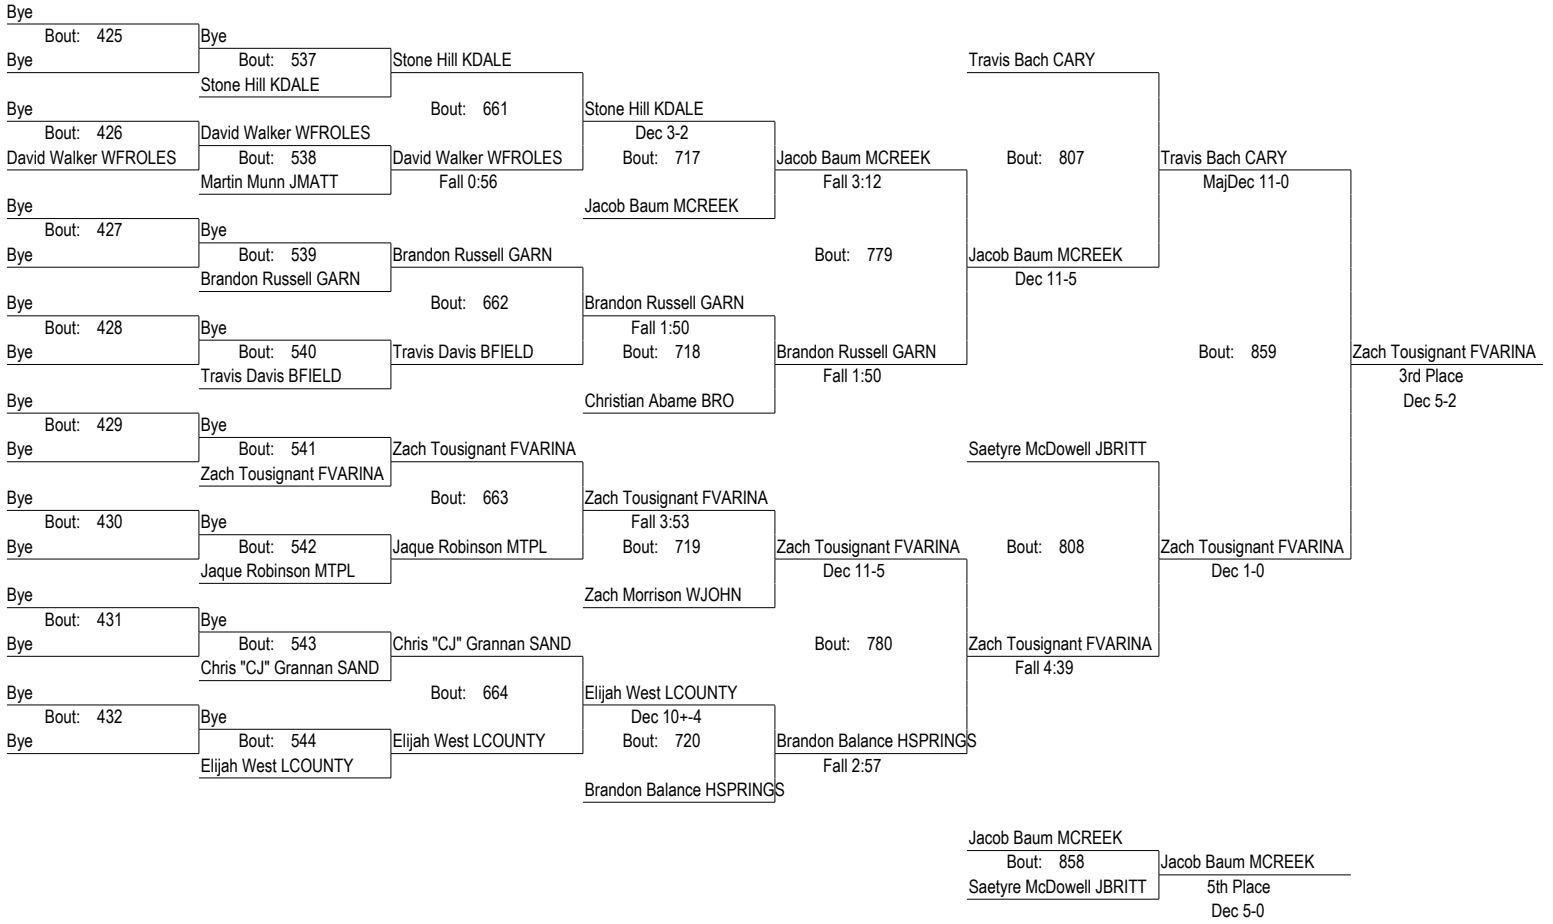 Bye
Bout: 425
Bye
Bye
Bout: 537
Stone Hill KDALE
Stone Hill KDALE
Bye
Bout: 426
David Walker WFROLES
David Walker WFROLES
Bout: 538
Martin Munn JMATT
David Walker WFROLES
Fall 0:56
Bout: 661
Stone Hill KDALE
Dec 3-2
Bout: 717
Jacob Baum MCREEK
Jacob Baum MCREEK
Fall 3:12
Bye
Bout: 427
Bye
Bye
Bout: 539
Brandon Russell GARN
Brandon Russell GARN
Bye
Bout: 428
Bye
Bye
Bout: 540
Travis Davis BFIELD
Travis Davis BFIELD
Bout: 662
Brandon Russell GARN
Fall 1:50
Bout: 718
Christian Abame BRO
Brandon Russell GARN
Fall 1:50
Bout: 779
Travis Bach CARY
Bout: 807
Jacob Baum MCREEK
Dec 11-5
Travis Bach CARY
MajDec 11-0
Bye
Bout: 429
Bye
Bye
Bout: 541
Zach Tousignant FVARINA
Zach Tousignant FVARINA
Bye
Bout: 430
Bye
Bye
Bout: 542
Jaque Robinson MTPL
Jaque Robinson MTPL
Bout: 663
Zach Tousignant FVARINA
Fall 3:53
Bout: 719
Zach Morrison WJOHN
Zach Tousignant FVARINA
Dec 11-5
Bye
Bout: 431
Bye
Bye
Bout: 543
Chris "CJ" Grannan SAND
Chris "CJ" Grannan SAND
Bye
Bout: 432
Bye
Bye
Bout: 544
Elijah West LCOUNTY
Elijah West LCOUNTY
Bout: 664
Elijah West LCOUNTY
Dec 10+-4
Bout: 720
Brandon Balance HSPRINGS
Brandon Balance HSPRINGS
Fall 2:57
Bout: 780
Saetyre McDowell JBRITT
Bout: 808
Zach Tousignant FVARINA
Fall 4:39
Zach Tousignant FVARINA
Dec 1-0
Bout: 859
Zach Tousignant FVARINA
3rd Place
Dec 5-2
Jacob Baum MCREEK
Bout: 858
Saetyre McDowell JBRITT
Jacob Baum MCREEK
5th Place
Dec 5-0